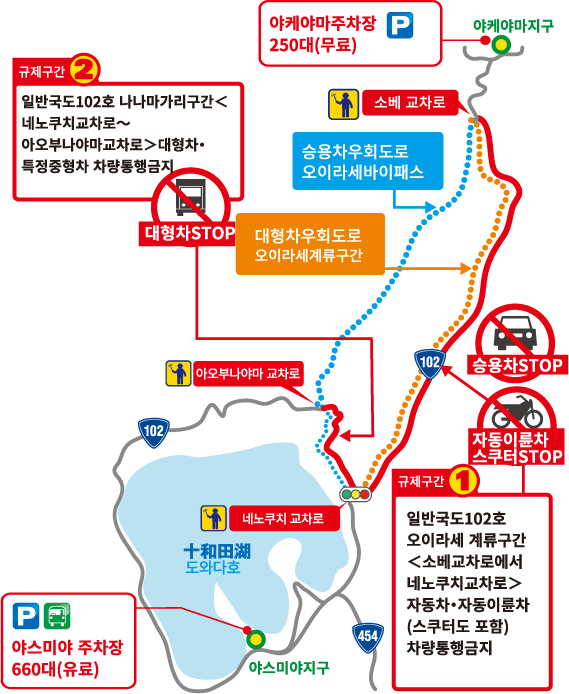 야케야마주차장
250대(무료)
P
야케야마지구
규제구간 2
일반국도102호 나나마가리구간<
네노쿠치교차로~
아오부나야마교차로>대형차·
특정중형차 차량통행금지
소베 교차로
승용차우회도로
오이라세바이패스
대형차STOP
대형차우회도로
오이라세계류구간
102
승용차STOP
아오부나야마 교차로
102
자동이륜차
스쿠터STOP
규제구간 1
일반국도102호
오이라세 계류구간
<소베교차로에서
네노쿠치교차로>
자동차·자동이륜차
(스쿠터도 포함)
차량통행금지
네노쿠치 교차로
十和田湖
도와다호
P
야스미야 주차장
660대(유료)
야스미야지구
454